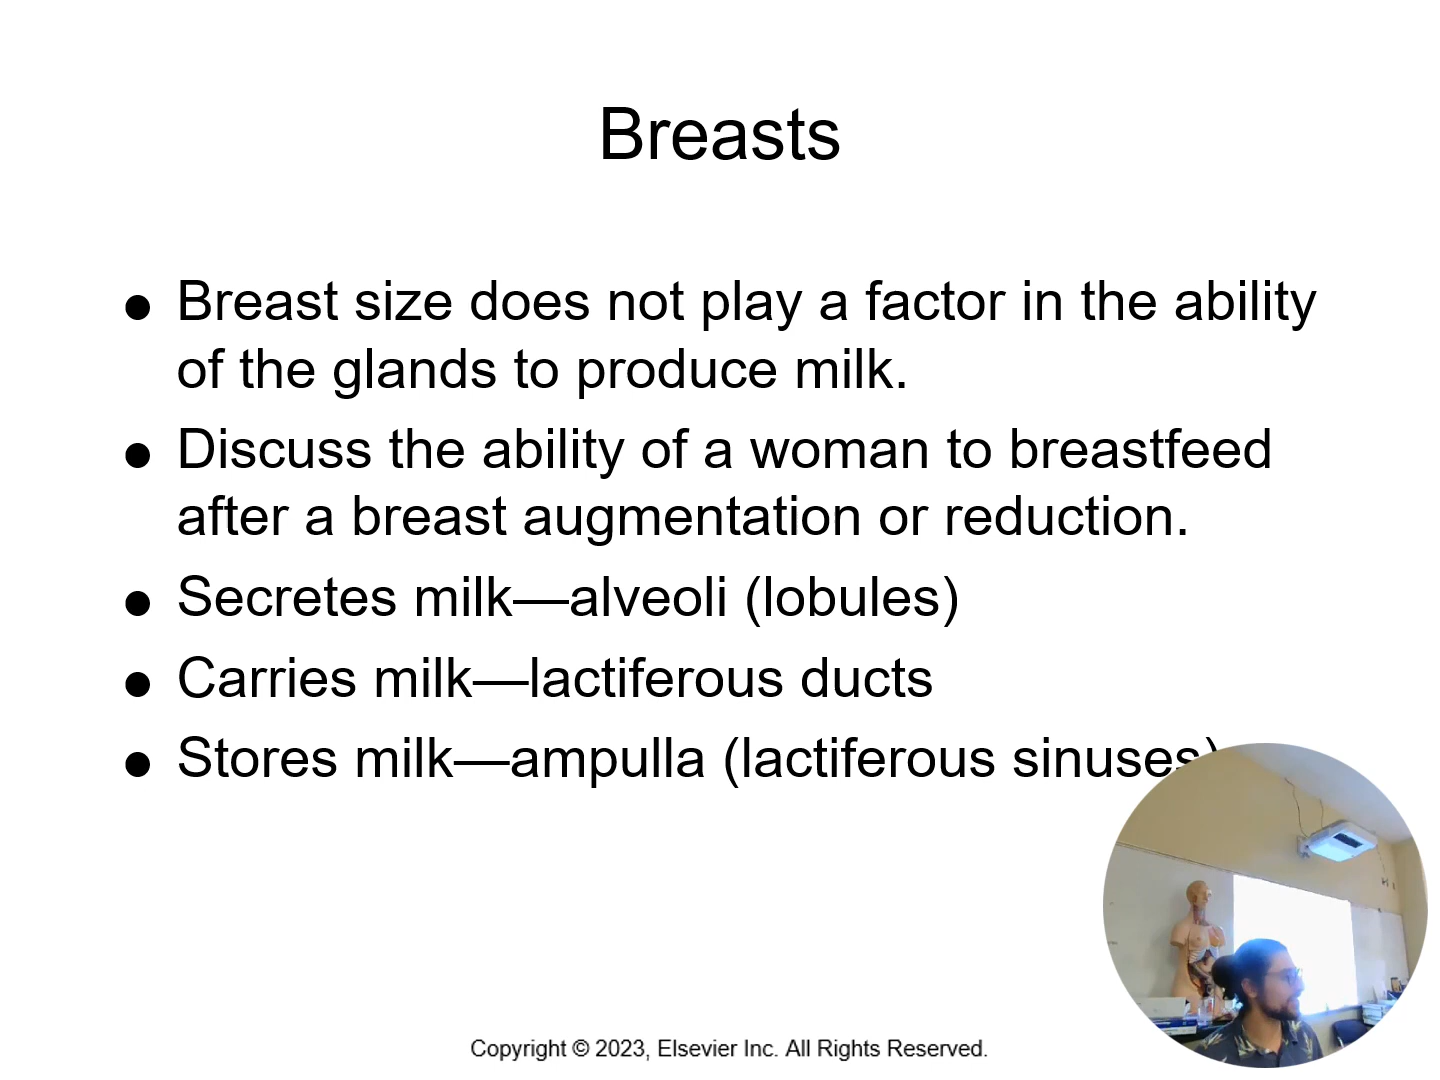 Breasts
● Breast size does not play a factor in the ability
of the glands to produce milk.
● Discuss the ability of a woman to breastfeed
after a breast augmentation or reduction.
● Secretes milk—alveoli (lobules)
● Carries milk—lactiferous ducts
● Stores milk—ampulla (lactiferous sinuses)
Copyright © 2023, Elsevier Inc. All Rights Reserved.